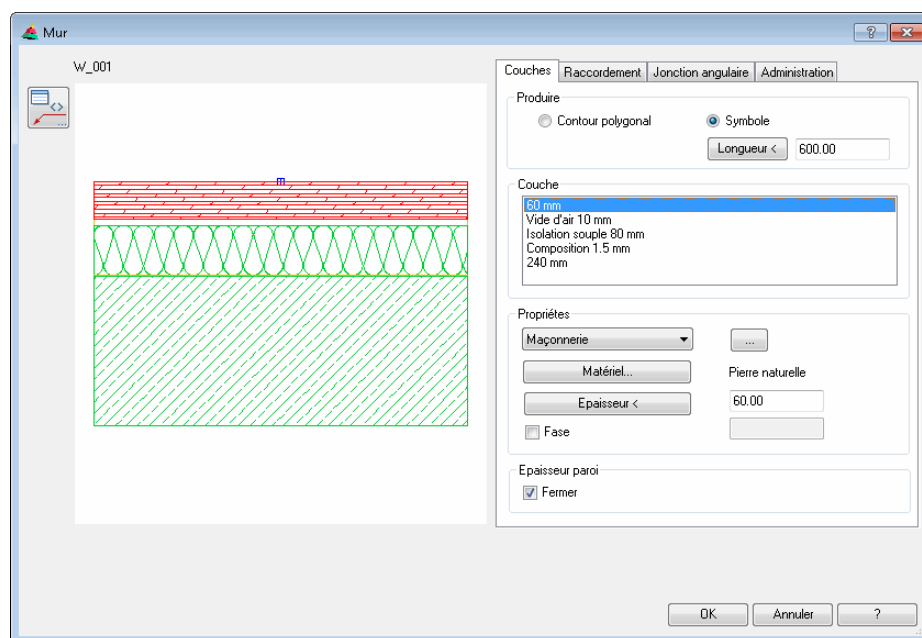 Mur
W_001
Couches
Raccordement
Jonction angulaire
Administration
Produire
Contour polygonal
Symbole
Longueur <
600.00
Couche
60 mm
Vide d'air 10 mm
Isolation souple 80 mm
Composition 1.5 mm
240 mm
Propriétes
Maçonnerie
...
Matériel...
Pierre naturelle
Epaisseur <
60.00
Fase
Epaisseur paroi
Fermer
OK
Annuler
?